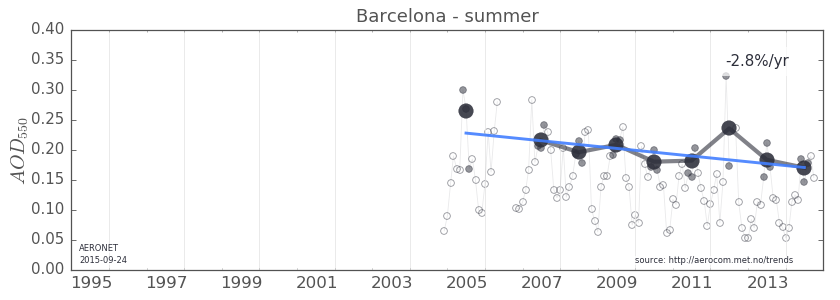 Barcelona - summer
0.40
0.35
0.30
0.25
0.20
0.15
0.10
0.05
0.00
AOD550
-2.8%/yr
AERONET
2015-09-24
source: http://aerocom.met.no/trends
1995 1997 1999 2001 2003 2005 2007 2009 2011 2013